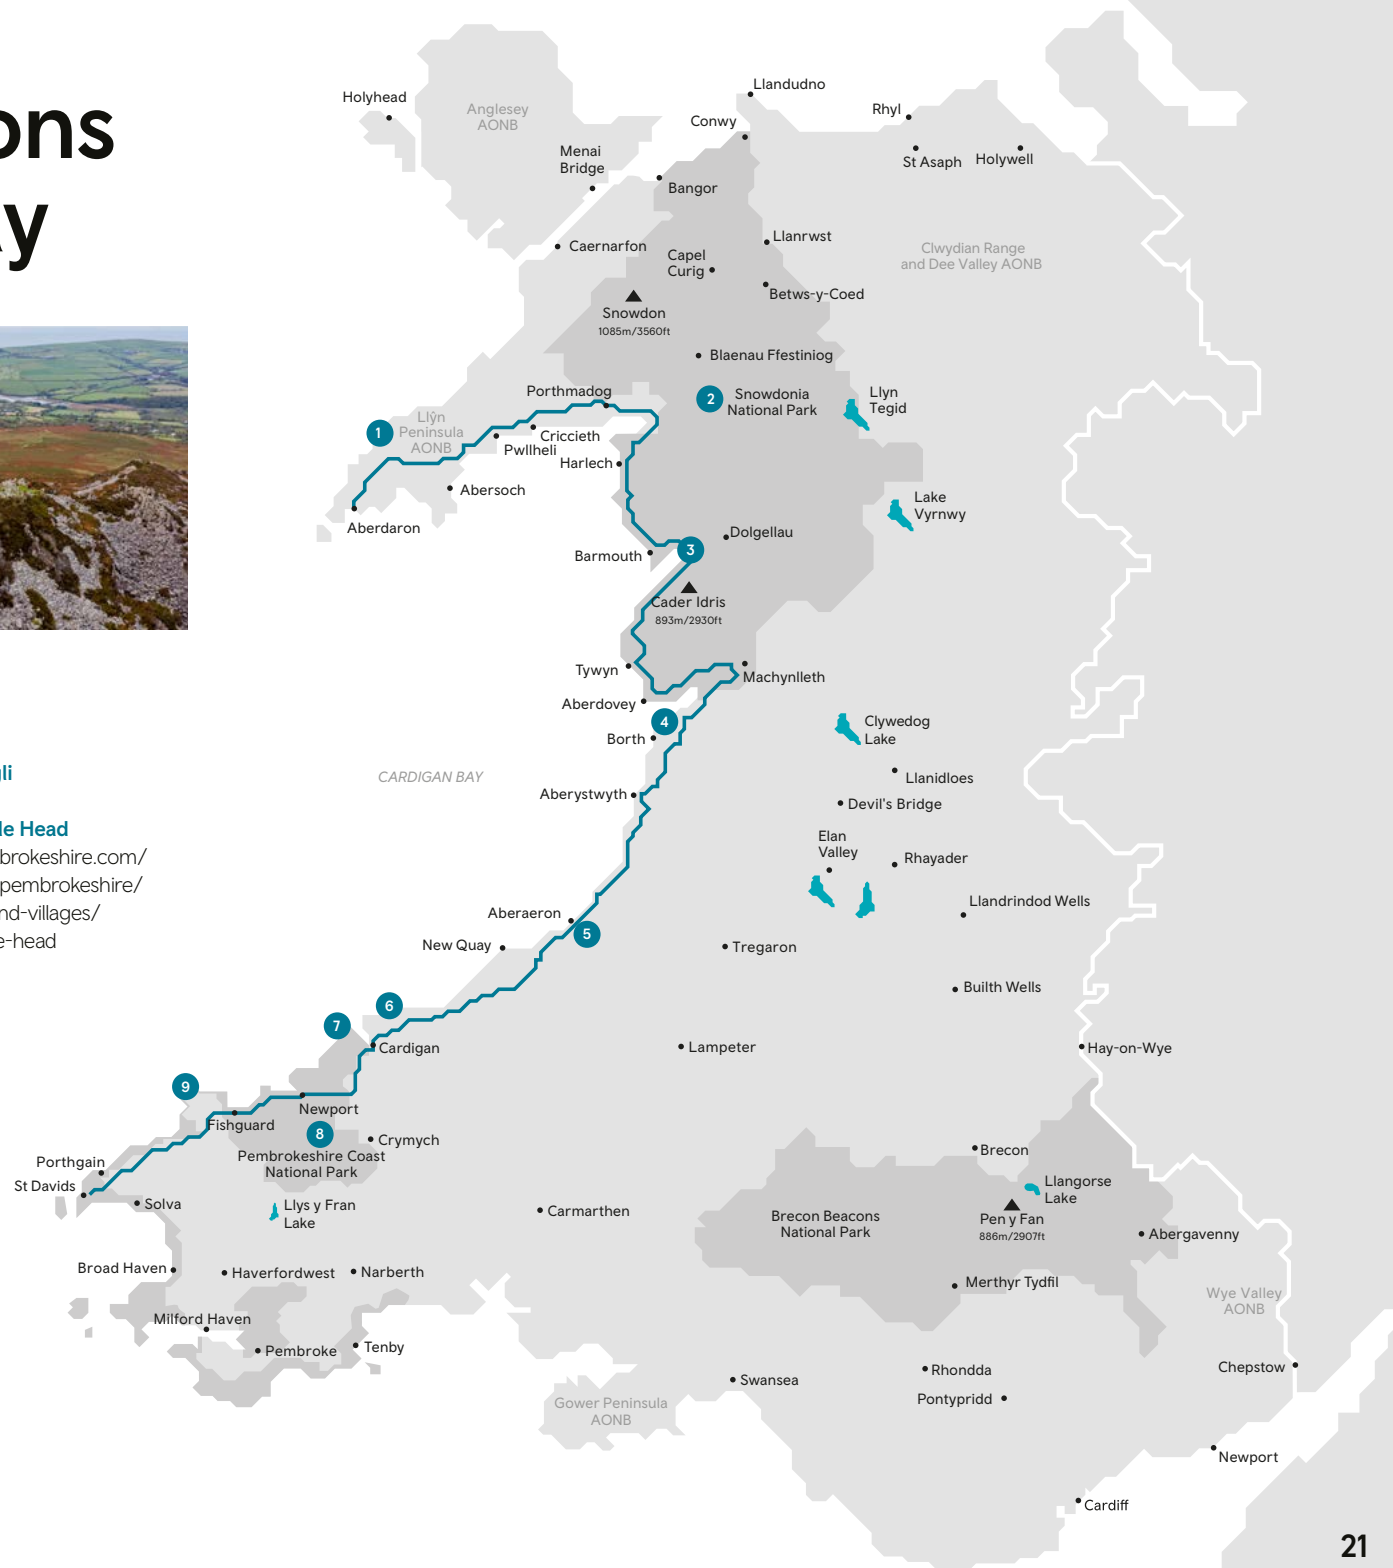 ons
y
gli
le Head
brokeshire.com/
pembrokeshire/
nd-villages/
e-head
Holyhead
Anglesey
AONB
Llandudno
Conwy
Rhyl
St Asaph
Holywell
Menai
Bridge
Bangor
Caernarfon
Llanrwst
Capel
Curig
Betws-y-Coed
Clwydian Range
and Dee Valley AONB
Snowdon
1085m/3560ft
Blaenau Ffestiniog
Porthmadog
2
Snowdonia
National Park
Llyn
Tegid
1
Llŷn
Peninsula
AONB
Criccieth
Pwllheli
Harlech
Abersoch
Aberdaron
Lake
Vyrnwy
Dolgellau
Barmouth
3
Cader Idris
893m/2930ft
Tywyn
Machynlleth
Aberdovey
4
Borth
Clywedog
Lake
CARDIGAN BAY
Llanidloes
Aberystwyth
Devil's Bridge
Elan
Valley
Rhayader
Llandrindod Wells
Aberaeron
5
New Quay
Tregaron
Builth Wells
6
7
Cardigan
Lampeter
Hay-on-Wye
9
Newport
Fishguard
8
Crymych
Pembrokeshire Coast
National Park
Porthgain
St Davids
Solva
Llys y Fran
Lake
Carmarthen
Brecon
Llangorse
Lake
Brecon Beacons
National Park
Pen y Fan
886m/2907ft
Abergavenny
Broad Haven
Haverfordwest
Narberth
Merthyr Tydfil
Wye Valley
AONB
Milford Haven
Pembroke
Tenby
Chepstow
Rhondda
Swansea
Pontypridd
Gower Peninsula
AONB
Newport
Cardiff
21